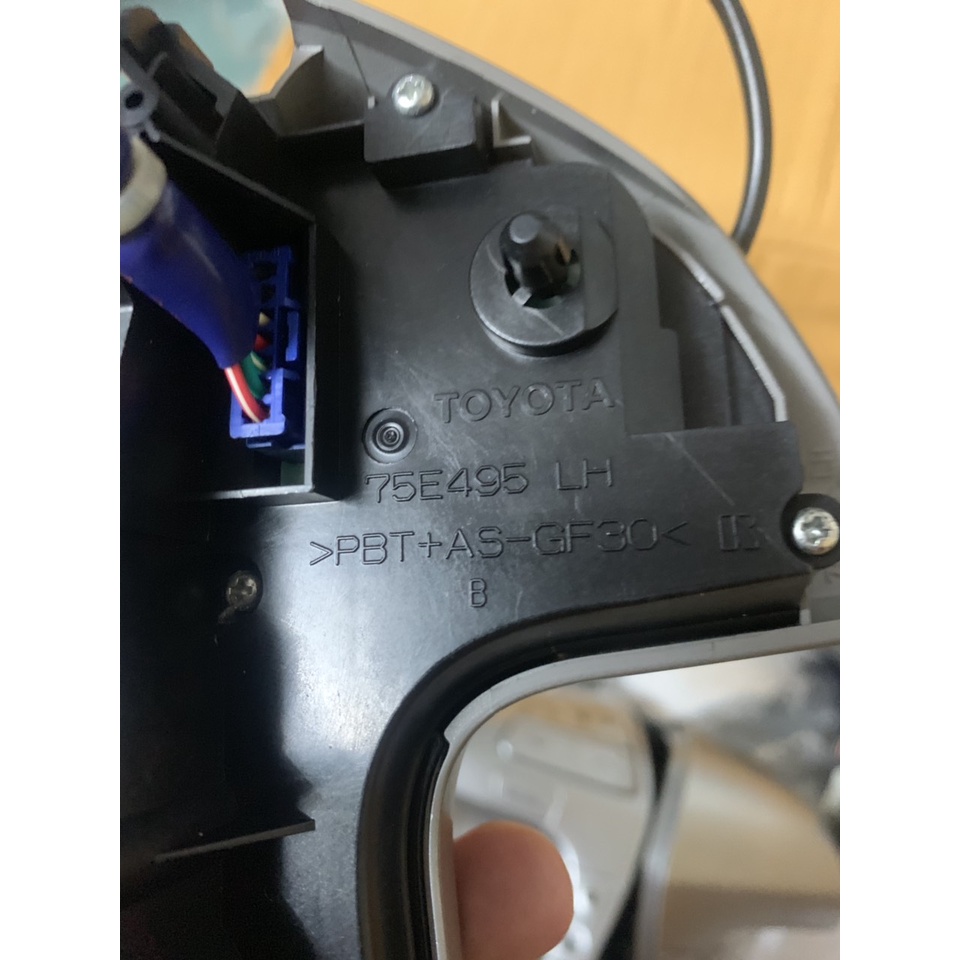 TOYOTA
75E495 LH
>PBT+AS-GF30<
B